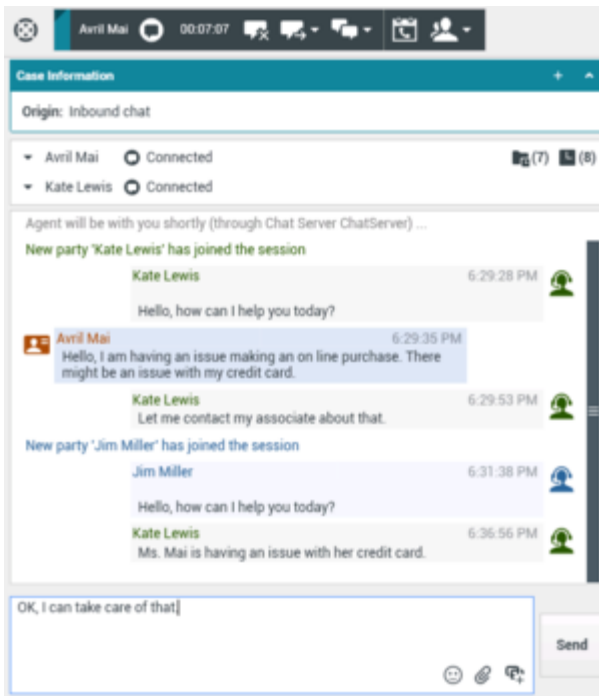 Avril Mai 00:07:07
Case Information
Origin: Inbound chat
Avril Mai Connected (7) (8)
Kate Lewis Connected
Agent will be with you shortly (through Chat Server ChatServer) ...
New party 'Kate Lewis' has joined the session
Kate Lewis 6:29:28 PM
Hello, how can I help you today?
Avril Mai 6:29:35 PM
Hello, I am having an issue making an on line purchase. There
might be an issue with my credit card.
Kate Lewis 6:29:53 PM
Let me contact my associate about that.
New party 'Jim Miller' has joined the session
Jim Miller 6:31:38 PM
Hello, how can I help you today?
Kate Lewis 6:36:56 PM
Ms. Mai is having an issue with her credit card.
OK, I can take care of that
Send